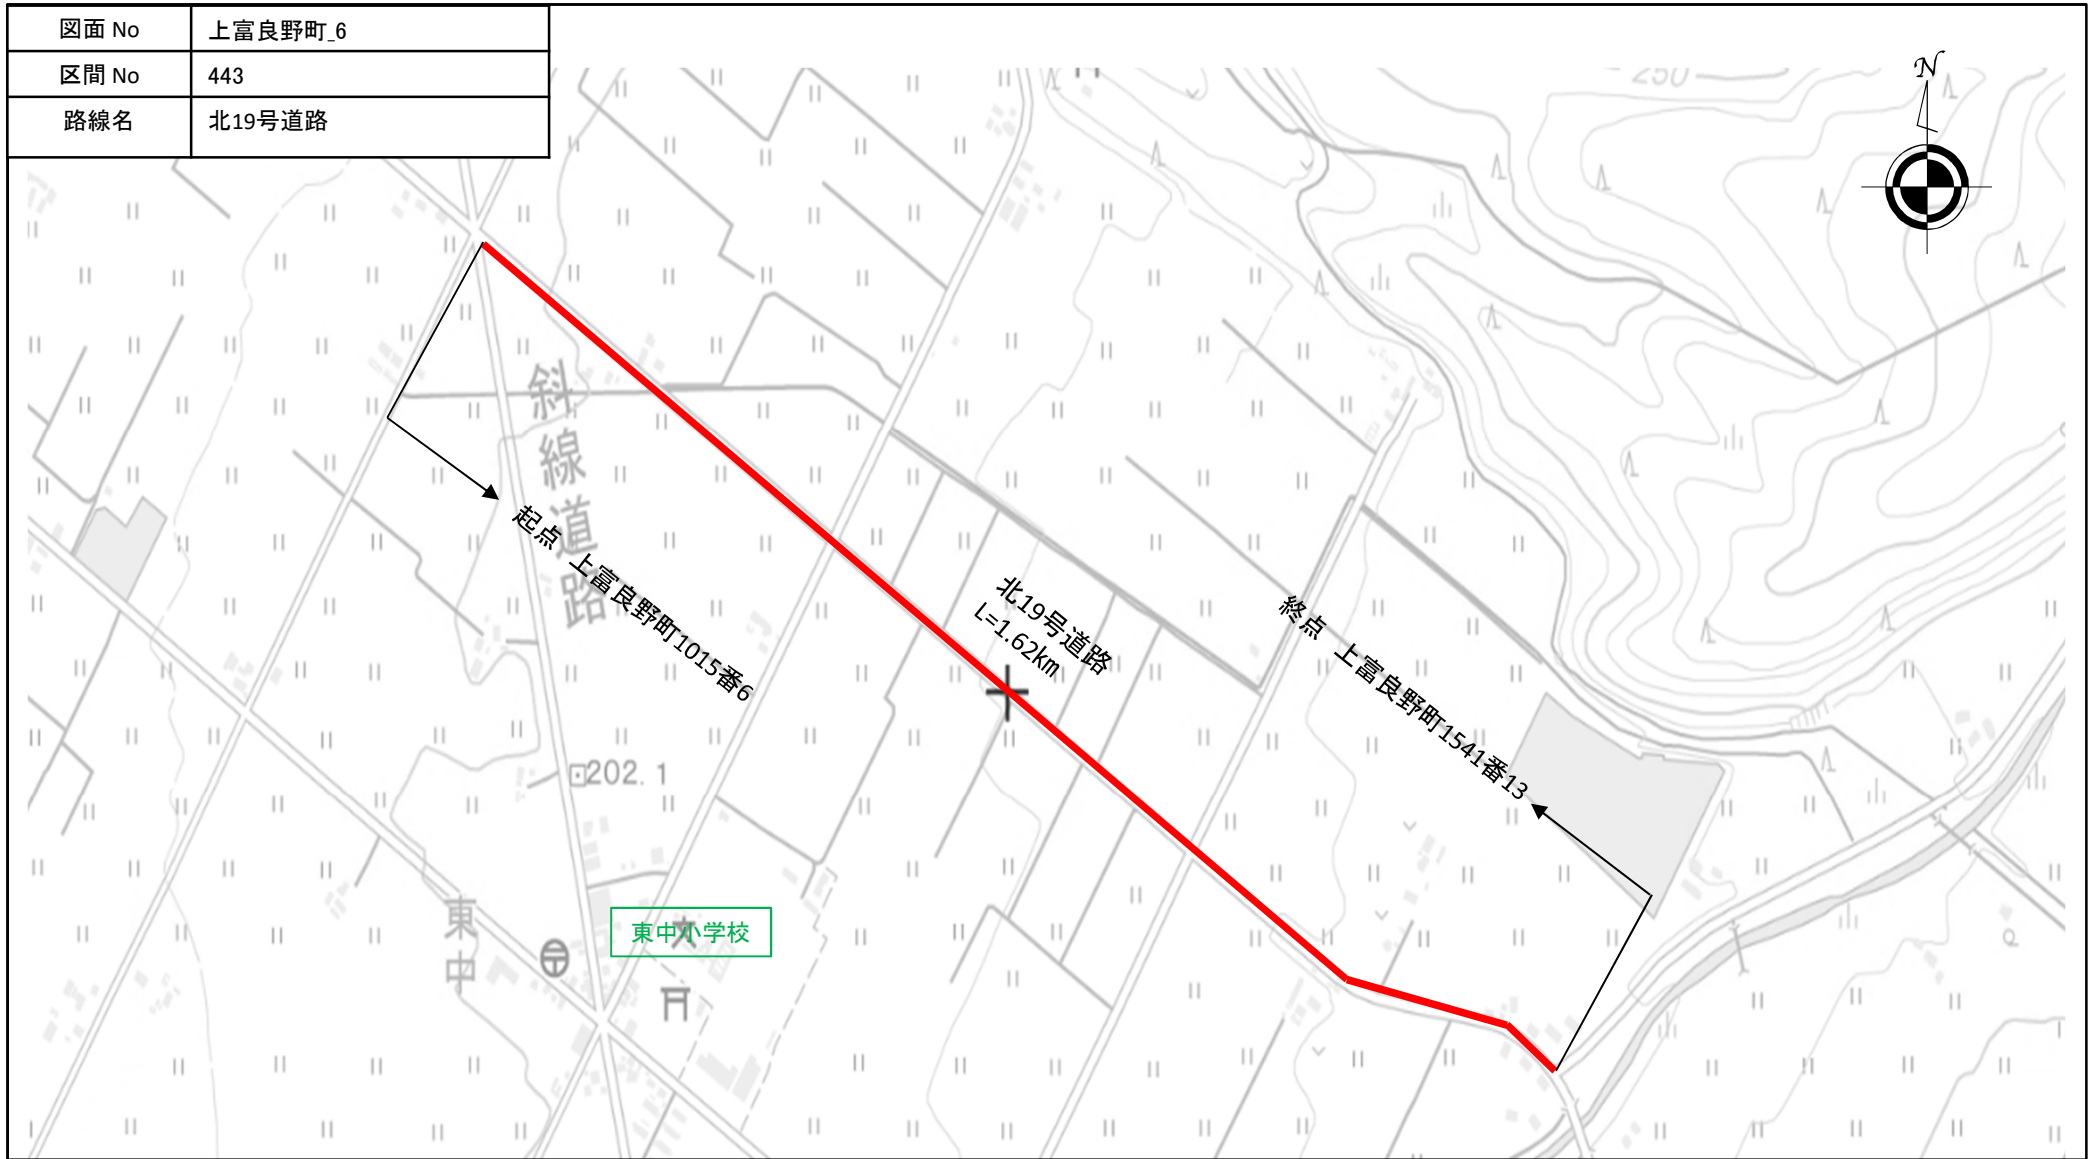 図面 No 上富良野町_6
区間 No 443
路線名 北19号道路
250
N
斜線道路
起点 上富良野町1015番6
北19号道路
L=1.62km
終点 上富良野町1541番13
202.1
東中
東中小学校